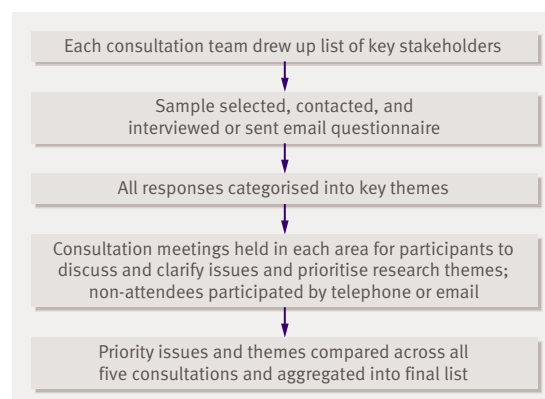 Each consultation team drew up list of key stakeholders
Sample selected, contacted, and
interviewed or sent email questionnaire
All responses categorised into key themes
Consultation meetings held in each area for participants to
discuss and clarify issues and prioritise research themes;
non-attendees participated by telephone or email
Priority issues and themes compared across all
five consultations and aggregated into final list